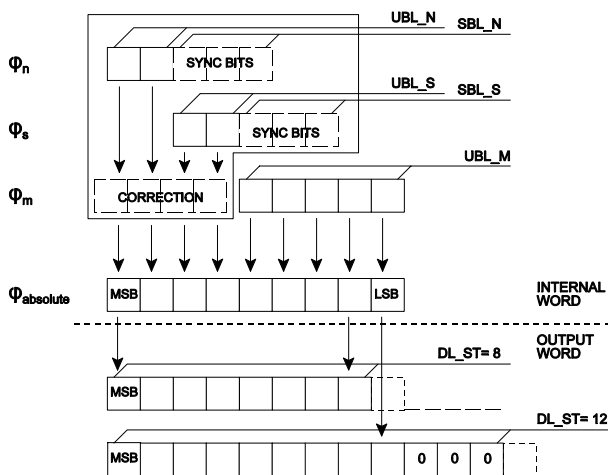 UBL_N
SBL_N
φn
SYNC BITS
UBL_S
SBL_S
φs
SYNC BITS
UBL_M
φm
CORRECTION
φabsolute
MSB
LSB
INTERNAL
WORD
OUTPUT
WORD
DL_ST= 8
MSB
DL_ST= 12
MSB
0
0
0